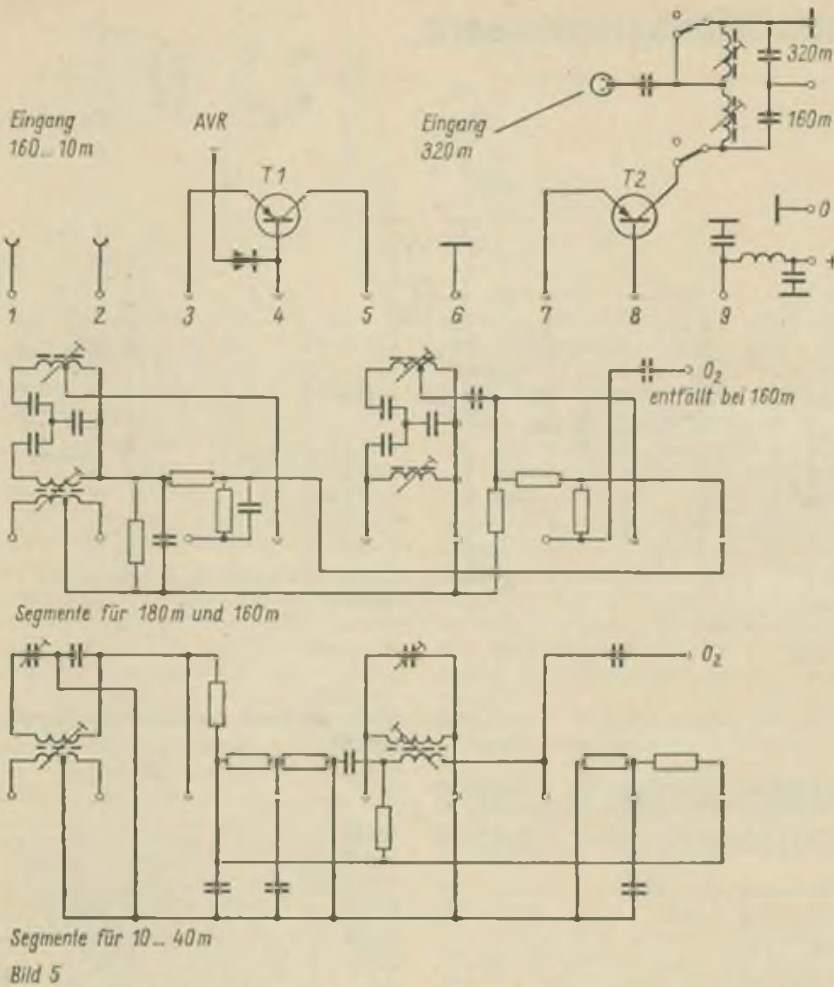 320m
160m
Eingang
160... 10m
AVR
Eingang
320m
T1
T2
0
+
1 2 3 4 5 6 7 8 9
O₂
entfällt bei 160m
Segmente für 180m und 160m
O₂
Segmente für 10... 40m
Bild 5